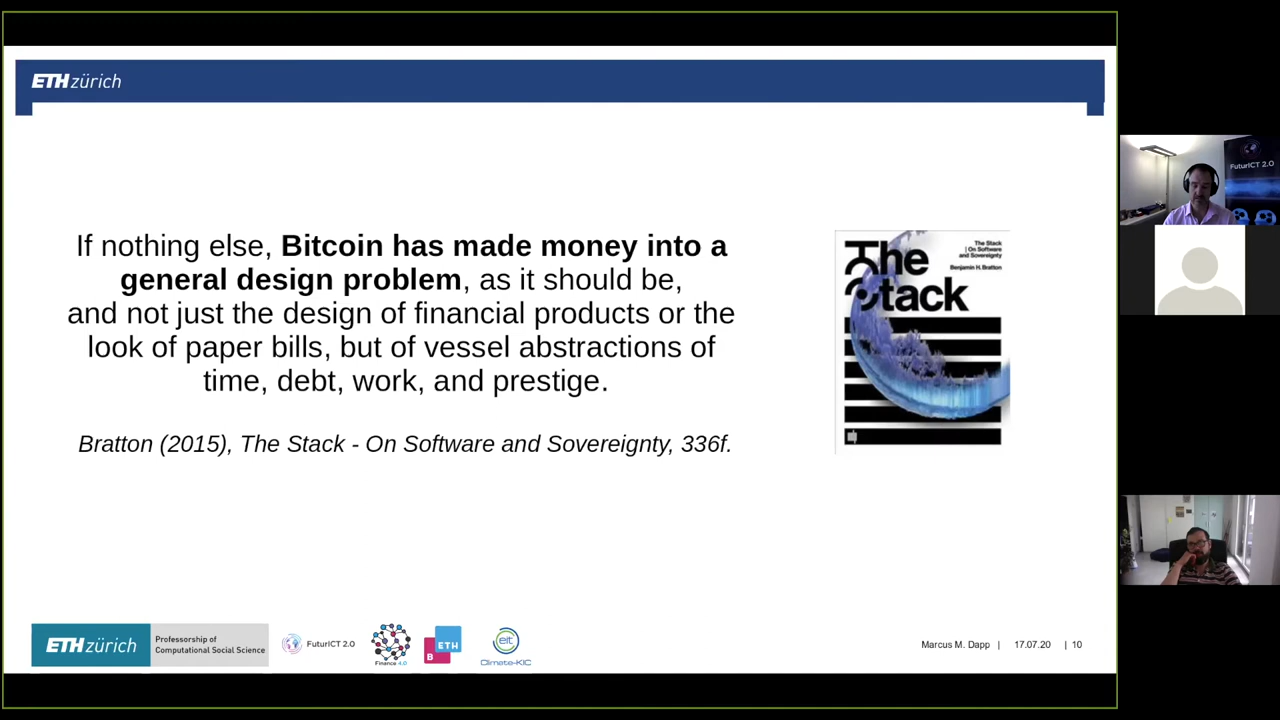 ETH zürich
If nothing else, Bitcoin has made money into a
general design problem, as it should be,
and not just the design of financial products or the
look of paper bills, but of vessel abstractions of
time, debt, work, and prestige.
Bratton (2015), The Stack - On Software and Sovereignty, 336f.
The
Stack
The Stack
On Software
and Sovereignty
Benjamin H. Bratton
FuturICT 2.0
ETH zürich
Professorship of
Computational Social Science
FuturICT 2.0
Finance 4.0
B
ETH
eit
Climate-KIC
Marcus M. Dapp | 17.07.20 | 10